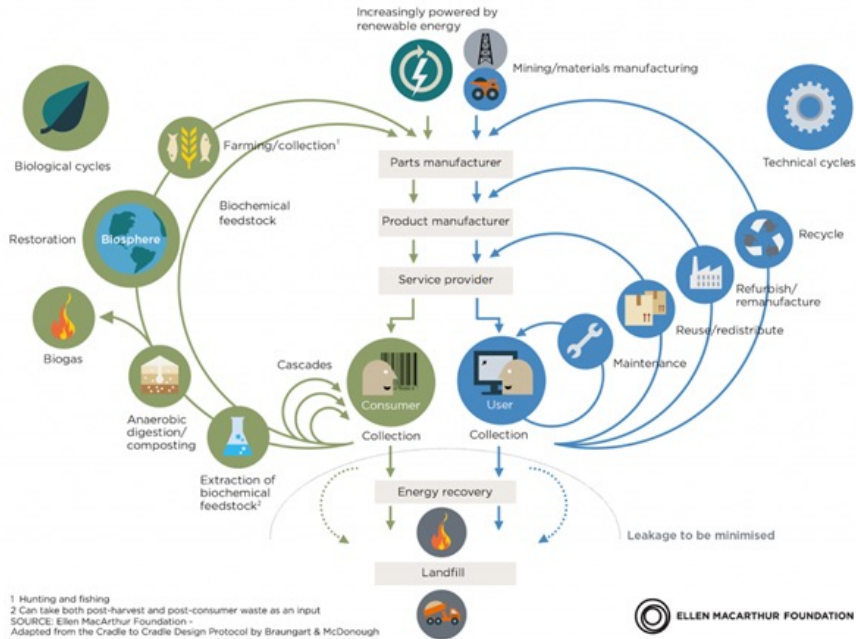 Increasingly powered by
renewable energy
Mining/materials manufacturing
Biological cycles
Farming/collection¹
Parts manufacturer
Technical cycles
Biochemical
feedstock
Product manufacturer
Restoration
Biosphere
Recycle
Service provider
Refurbish/
remanufacture
Reuse/redistribute
Biogas
Cascades
Maintenance
Consumer
User
Anaerobic
digestion/
composting
Collection
Collection
Extraction of
biochemical
feedstock²
Energy recovery
Leakage to be minimised
Landfill
1 Hunting and fishing
2 Can take both post-harvest and post-consumer waste as an input
SOURCE: Ellen MacArthur Foundation -
Adapted from the Cradle to Cradle Design Protocol by Braungart & McDonough
ELLEN MACARTHUR FOUNDATION